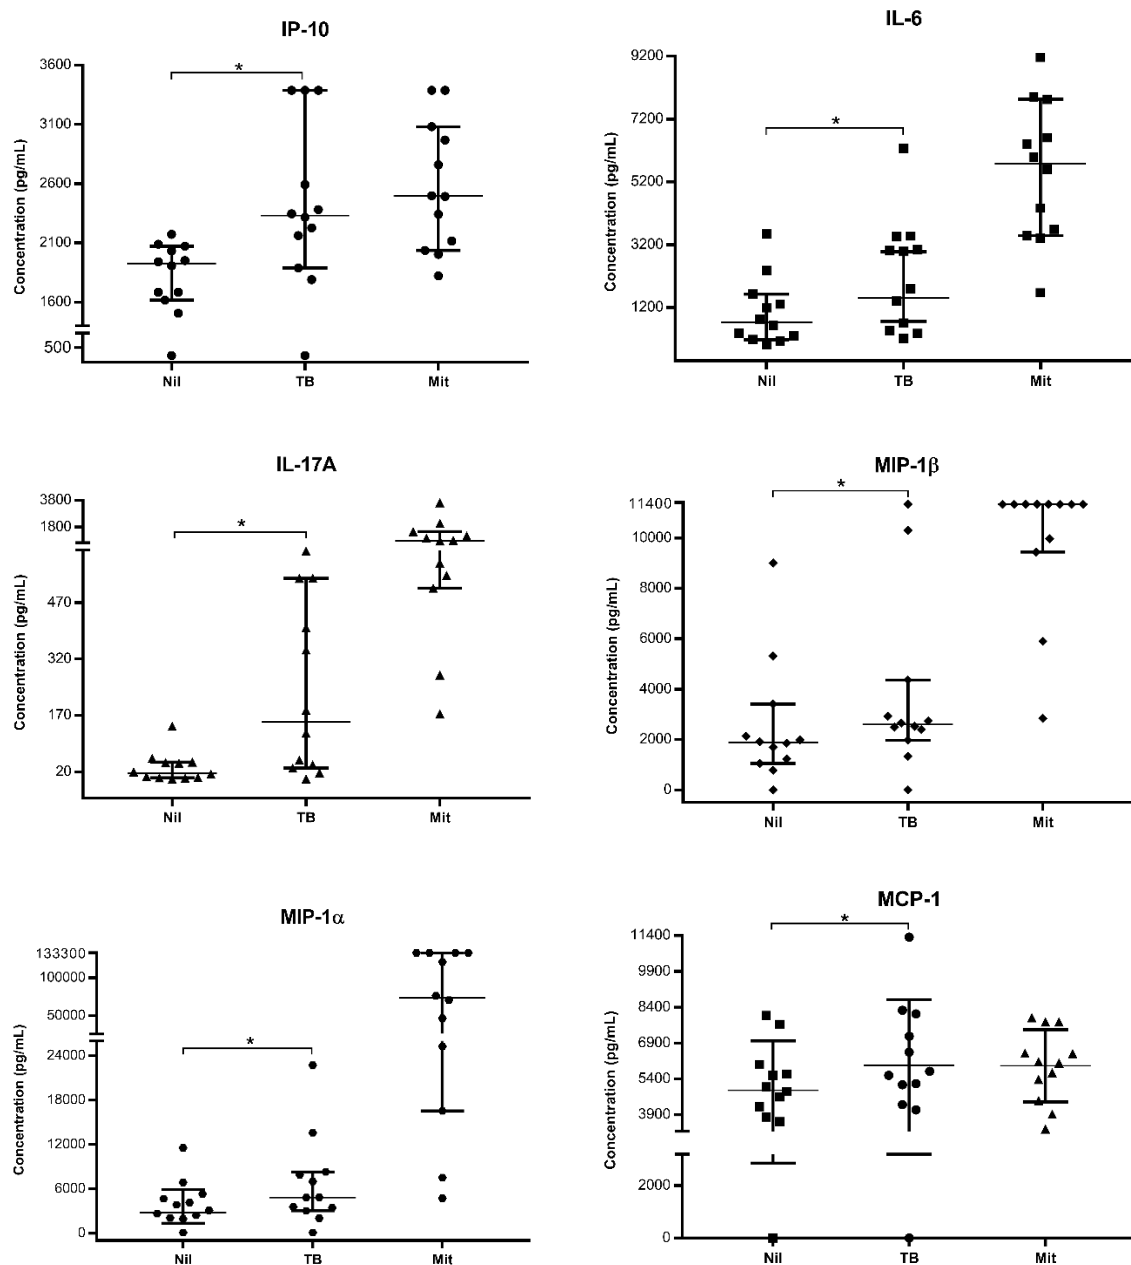 IP-10
*
Concentration (pg/mL)
3600
3100
2600
2100
1600
500
Nil TB Mit
IL-6
*
Concentration (pg/mL)
9200
7200
5200
3200
1200
Nil TB Mit
IL-17A
*
Concentration (pg/mL)
3800
1800
470
320
170
20
Nil TB Mit
MIP-1β
*
Concentration (pg/mL)
11400
10000
8000
6000
4000
2000
0
Nil TB Mit
MIP-1α
*
Concentration (pg/mL)
133300
100000
50000
24000
18000
12000
6000
0
Nil TB Mit
MCP-1
*
Concentration (pg/mL)
11400
9900
8400
6900
5400
3900
2000
0
Nil TB Mit